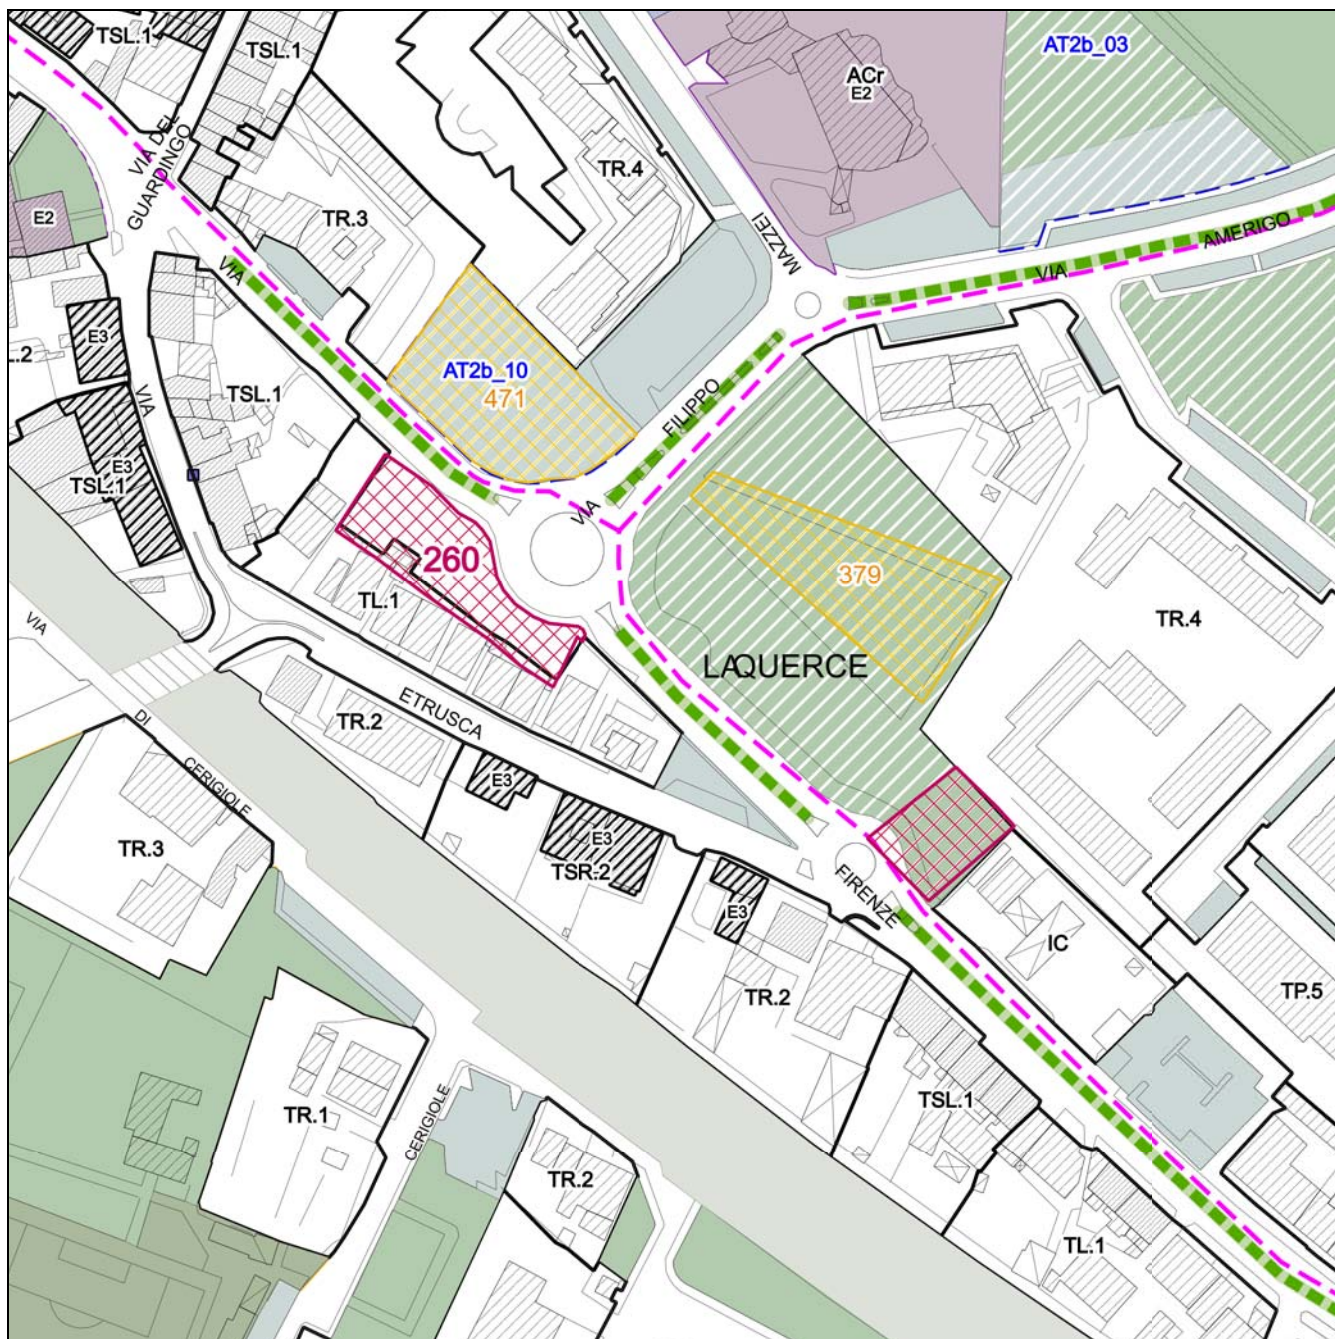 TSL.1
TSL.1
AT2b_03
ACr
E2
VIA DEL
GUARDINGO
TR.4
E2
TR.3
MAZZEI
VIA
AMERIGO
VIA
E3
L.2
VIA
TSL.1
AT2b_10
471
FILIPPO
E3
TSL.1
VIA
260
379
TL.1
TR.4
VIA
LAQUERCE
ETRUSCA
TR.2
DI
CERIGIOLE
E3
E3
TR.3
TSR.2
FIRENZE
E3
IC
TR.2
TP.5
TSL.1
TR.1
CERIGIOLE
TR.2
TL.1